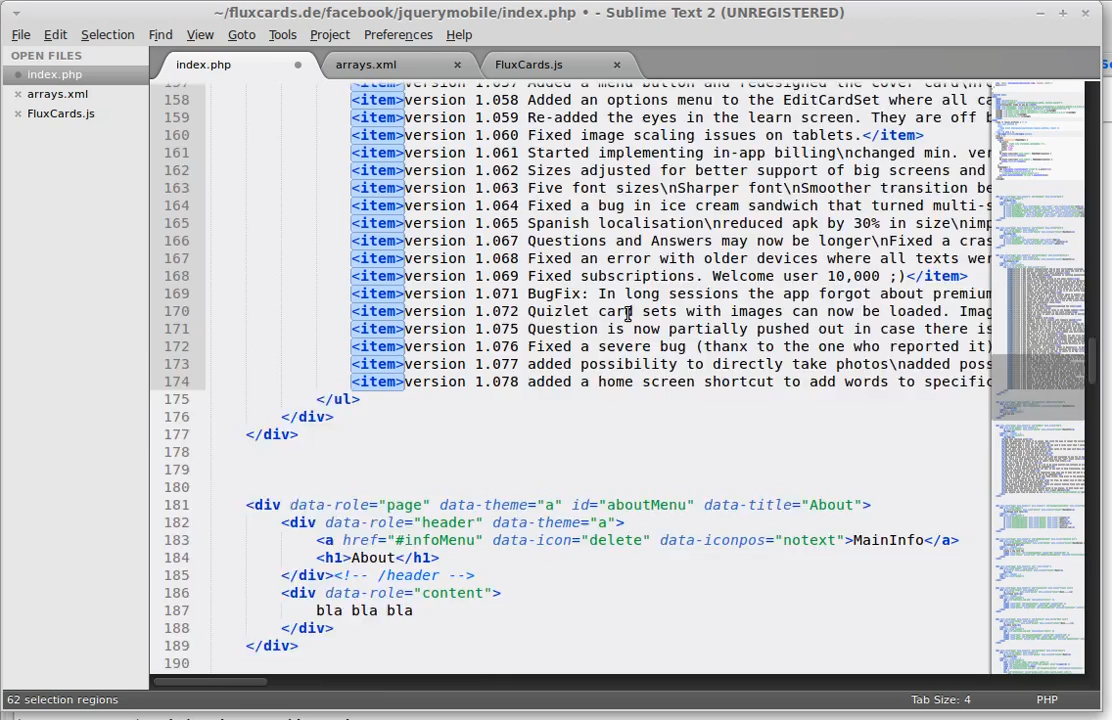 ~/fluxcards.de/facebook/jquerymobile/index.php • - Sublime Text 2 (UNREGISTERED)
File Edit Selection Find View Goto Tools Project Preferences Help
OPEN FILES
index.php
arrays.xml
FluxCards.js
index.php
arrays.xml
FluxCards.js
157 <item>version 1.057 Added a menu button and redesigned the cover card\n
158 <item>version 1.058 Added an options menu to the EditCardSet where all ca
159 <item>version 1.059 Re-added the eyes in the learn screen. They are off b
160 <item>version 1.060 Fixed image scaling issues on tablets.</item>
161 <item>version 1.061 Started implementing in-app billing\nchanged min. ver
162 <item>version 1.062 Sizes adjusted for better support of big screens and
163 <item>version 1.063 Five font sizes\nSharper font\nSmoother transition be
164 <item>version 1.064 Fixed a bug in ice cream sandwich that turned multi-s
165 <item>version 1.065 Spanish localisation\nreduced apk by 30% in size\nimp
166 <item>version 1.067 Questions and Answers may now be longer\nFixed a cras
167 <item>version 1.068 Fixed an error with older devices where all texts wer
168 <item>version 1.069 Fixed subscriptions. Welcome user 10,000 ;)</item>
169 <item>version 1.071 BugFix: In long sessions the app forgot about premium
170 <item>version 1.072 Quizlet card sets with images can now be loaded. Imag
171 <item>version 1.075 Question is now partially pushed out in case there is
172 <item>version 1.076 Fixed a severe bug (thanx to the one who reported it)
173 <item>version 1.077 added possibility to directly take photos\nadded poss
174 <item>version 1.078 added a home screen shortcut to add words to specific
175 </ul>
176 </div>
177 </div>
178
179
180
181 <div data-role="page" data-theme="a" id="aboutMenu" data-title="About">
182 <div data-role="header" data-theme="a">
183 <a href="#infoMenu" data-icon="delete" data-iconpos="notext">MainInfo</a>
184 <h1>About</h1>
185 </div><!-- /header -->
186 <div data-role="content">
187 bla bla bla
188 </div>
189 </div>
190
62 selection regions Tab Size: 4 PHP